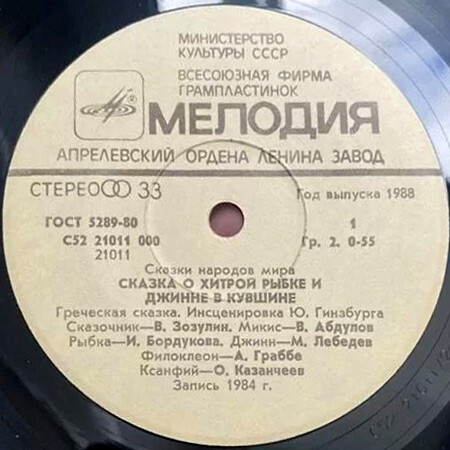 МИНИСТЕРСТВО
КУЛЬТУРЫ СССР
ВСЕСОЮЗНАЯ ФИРМА
ГРАМПЛАСТИНОК
МЕЛОДИЯ
АПРЕЛЕВСКИЙ ОРДЕНА ЛЕНИНА ЗАВОД
СТЕРЕО 33
Год выпуска 1988
ГОСТ 5289-80
1
С52 21011 000
Гр. 2. 0-55
21011
Сказки народов мира
СКАЗКА О ХИТРОЙ РЫБКЕ И
ДЖИННЕ В КУВШИНЕ
Греческая сказка. Инсценировка Ю. Гинзбурга
Сказочник—В. Зозулин. Микис—В. Абдулов
Рыбка—И. Бордукова. Джинн—М. Лебедев
Филоклеон—А. Граббе
Ксанфий—О. Казанчеев
Запись 1984 г.